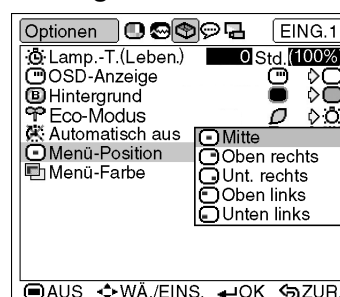 Optionen ENG.1
Lamp.-T.(Leben.) 0 Std.(100%
OSD-Anzeige
B Hintergrund
Eco-Modus
Automatisch aus
Menü-Position
Menü-Farbe
Mitte
Oben rechts
Unt. rechts
Oben links
Unten links
AUS WÄ./EINS. OK ZUR.